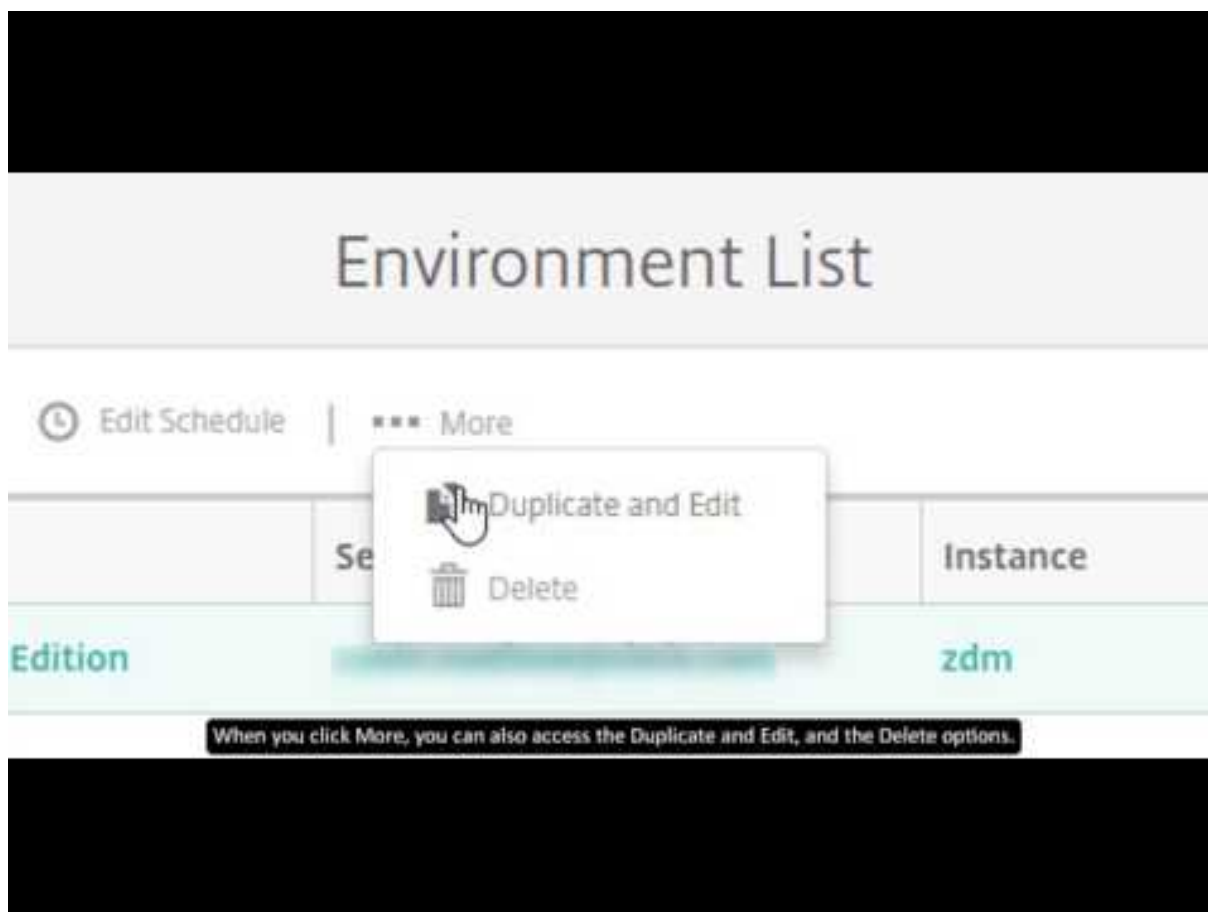 Environment List
Edit Schedule | ▪▪▪ More
Duplicate and Edit
Se Instance
Delete
Edition zdm
When you click More, you can also access the Duplicate and Edit, and the Delete options.